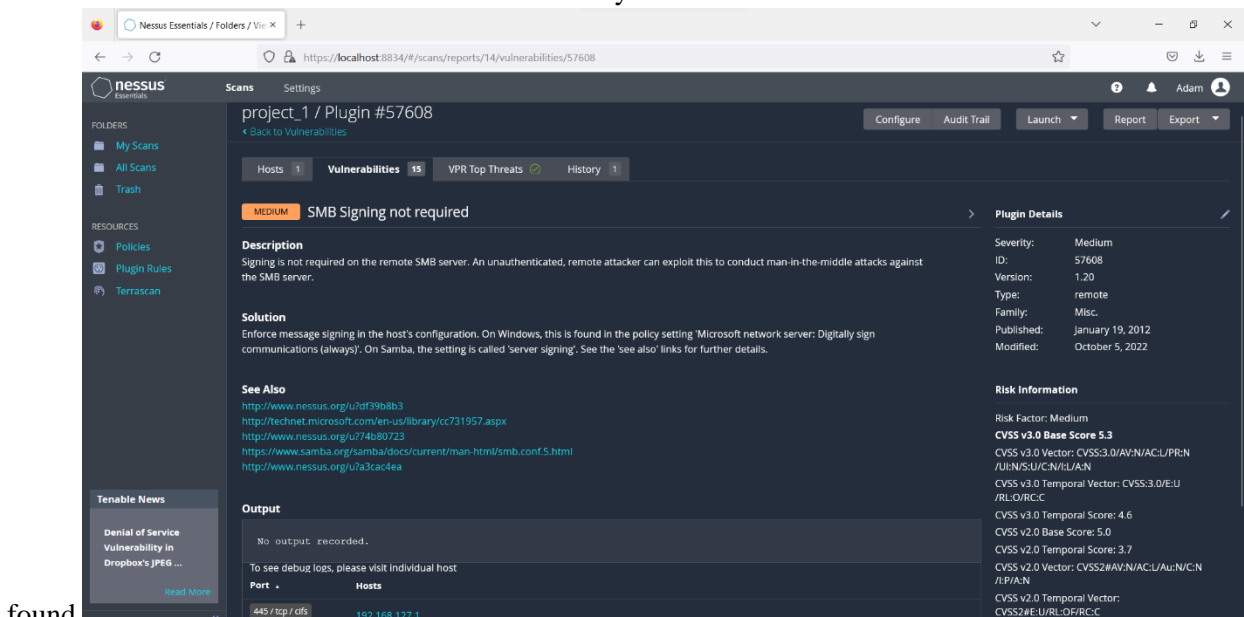 Nessus Essentials / Folders / Vie
https://localhost:8834/#/scans/reports/14/vulnerabilities/57608
nessus
Essentials
Scans
Settings
Adam
FOLDERS
My Scans
All Scans
Trash
RESOURCES
Policies
Plugin Rules
Terrascan
Tenable News
Denial of Service
Vulnerability in
Dropbox's JPEG ...
Read More
project_1 / Plugin #57608
Back to Vulnerabilities
Configure
Audit Trail
Launch
Report
Export
Hosts 1
Vulnerabilities 15
VPR Top Threats
History 1
MEDIUM SMB Signing not required
Description
Signing is not required on the remote SMB server. An unauthenticated, remote attacker can exploit this to conduct man-in-the-middle attacks against
the SMB server.
Solution
Enforce message signing in the host's configuration. On Windows, this is found in the policy setting 'Microsoft network server: Digitally sign
communications (always)'. On Samba, the setting is called 'server signing'. See the 'see also' links for further details.
See Also
http://www.nessus.org/u?df39b8b3
http://technet.microsoft.com/en-us/library/cc731957.aspx
http://www.nessus.org/u?74b80723
https://www.samba.org/samba/docs/current/man-html/smb.conf.5.html
http://www.nessus.org/u?a3cac4ea
Output
No output recorded.
To see debug logs, please visit individual host
Port Hosts
445 / tcp / cifs 192.168.127.1
Plugin Details
Severity: Medium
ID: 57608
Version: 1.20
Type: remote
Family: Misc.
Published: January 19, 2012
Modified: October 5, 2022
Risk Information
Risk Factor: Medium
CVSS v3.0 Base Score 5.3
CVSS v3.0 Vector: CVSS:3.0/AV:N/AC:L/PR:N
/UI:N/S:U/C:N/I:L/A:N
CVSS v3.0 Temporal Vector: CVSS:3.0/E:U
/RL:O/RC:C
CVSS v3.0 Temporal Score: 4.6
CVSS v2.0 Base Score: 5.0
CVSS v2.0 Temporal Score: 3.7
CVSS v2.0 Vector: CVSS2#AV:N/AC:L/Au:N/C:N
/I:P/A:N
CVSS v2.0 Temporal Vector:
CVSS2#E:U/RL:OF/RC:C
found